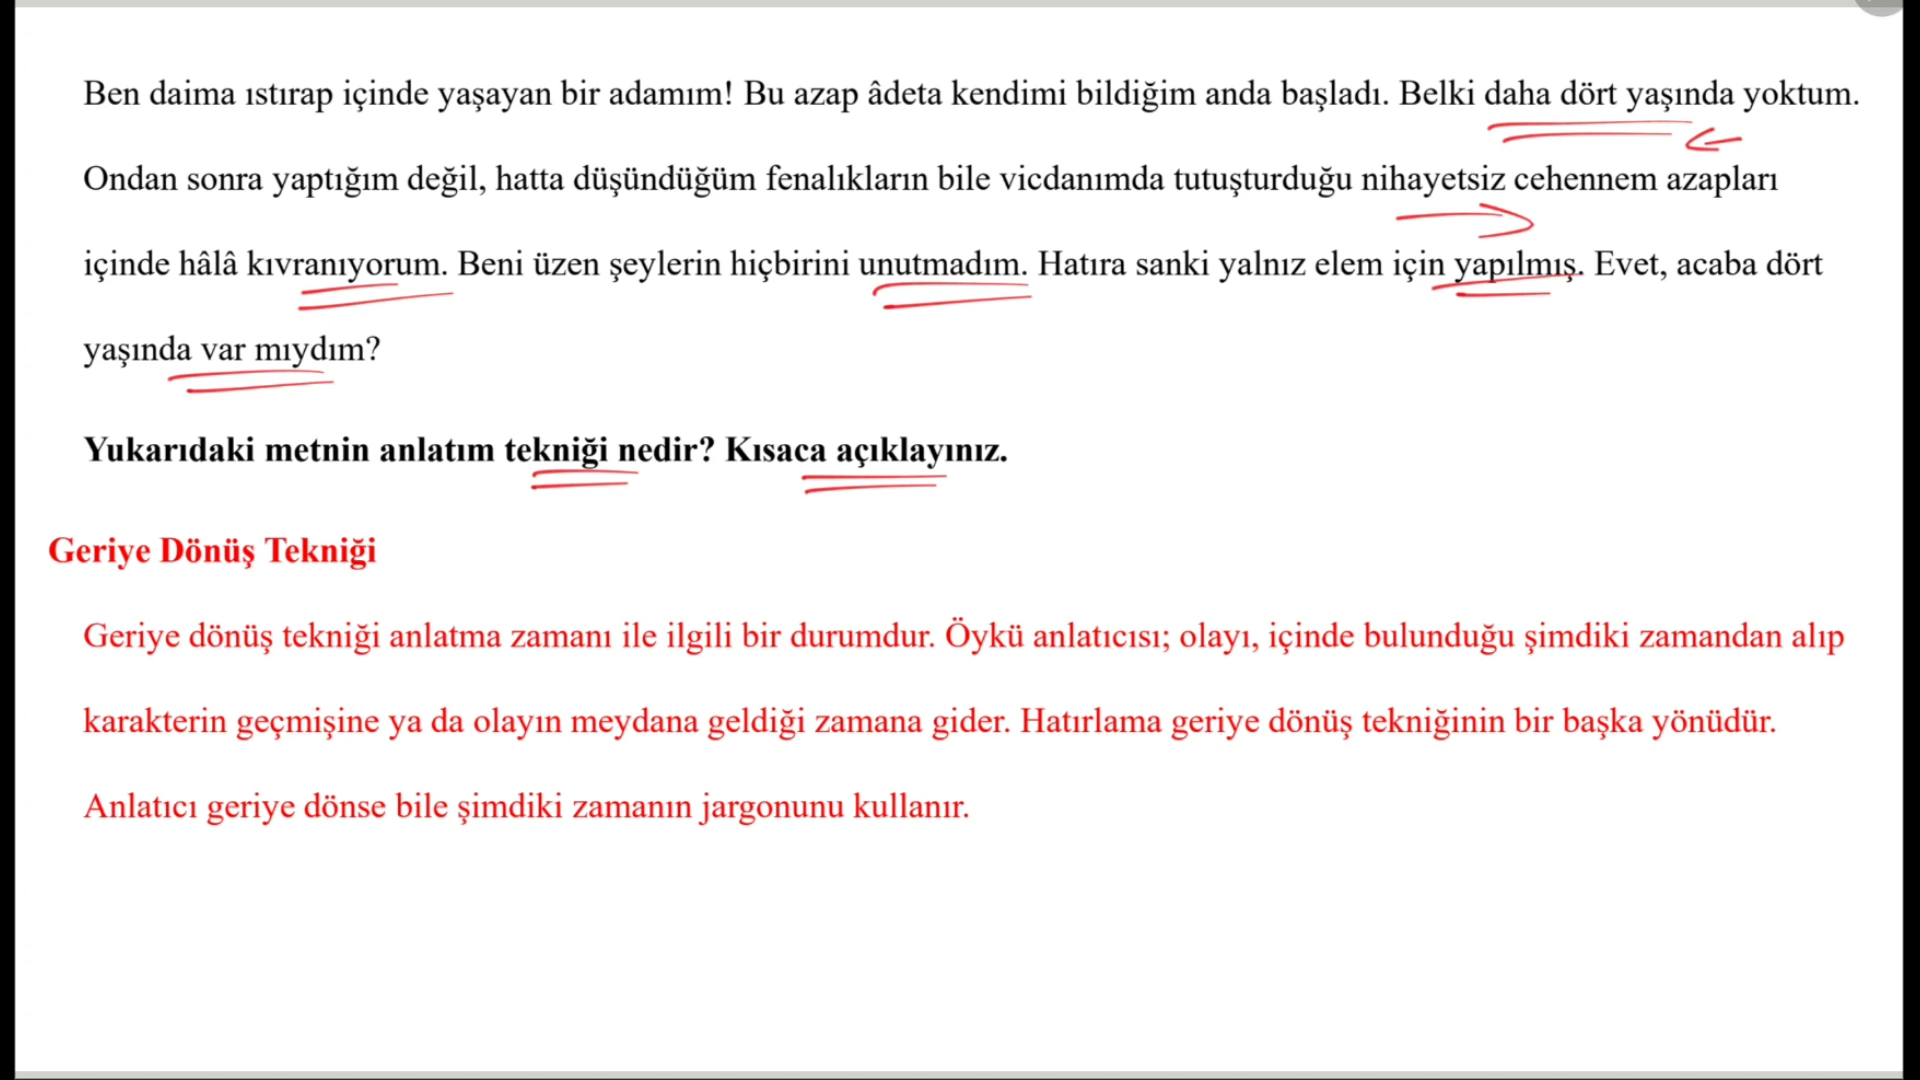 Ben daima ıstırap içinde yaşayan bir adamım! Bu azap âdeta kendimi bildiğim anda başladı. Belki daha dört yaşında yoktum.
Ondan sonra yaptığım değil, hatta düşündüğüm fenalıkların bile vicdanımda tutuşturduğu nihayetsiz cehennem azapları
içinde hâlâ kıvranıyorum. Beni üzen şeylerin hiçbirini unutmadım. Hatıra sanki yalnız elem için yapılmış. Evet, acaba dört
yaşında var mıydım?
Yukarıdaki metnin anlatım tekniği nedir? Kısaca açıklayınız.
Geriye Dönüş Tekniği
Geriye dönüş tekniği anlatma zamanı ile ilgili bir durumdur. Öykü anlatıcısı; olayı, içinde bulunduğu şimdiki zamandan alıp
karakterin geçmişine ya da olayın meydana geldiği zamana gider. Hatırlama geriye dönüş tekniğinin bir başka yönüdür.
Anlatıcı geriye dönse bile şimdiki zamanın jargonunu kullanır.